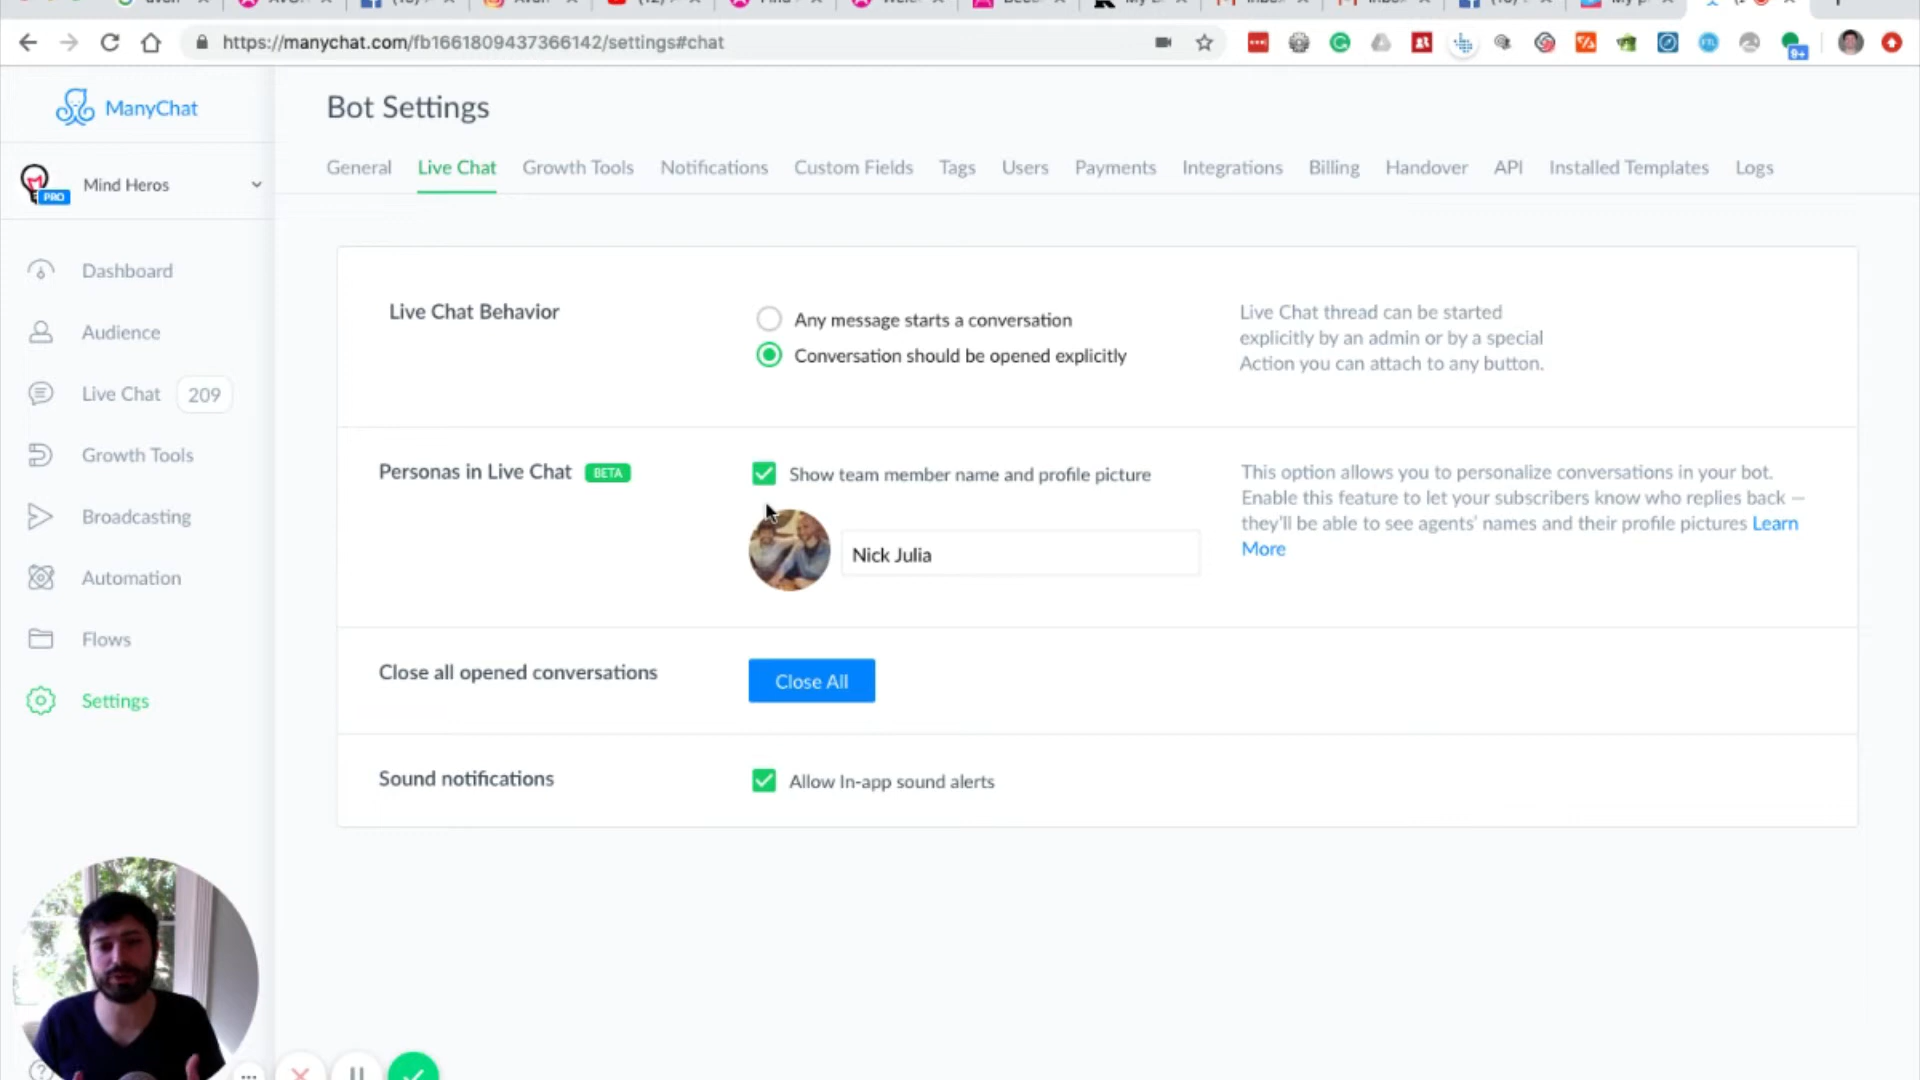 https://manychat.com/fb1661809437366142/settings#chat
9+
ManyChat
Bot Settings
General Live Chat Growth Tools Notifications Custom Fields Tags Users Payments Integrations Billing Handover API Installed Templates Logs
PRO
Mind Heros
Dashboard
Audience
Live Chat 209
Growth Tools
Broadcasting
Automation
Flows
Settings
Live Chat Behavior
Any message starts a conversation
Conversation should be opened explicitly
Live Chat thread can be started
explicitly by an admin or by a special
Action you can attach to any button.
Personas in Live Chat BETA
Show team member name and profile picture
Nick Julia
This option allows you to personalize conversations in your bot.
Enable this feature to let your subscribers know who replies back —
they'll be able to see agents' names and their profile pictures Learn
More
Close all opened conversations
Close All
Sound notifications
Allow In-app sound alerts